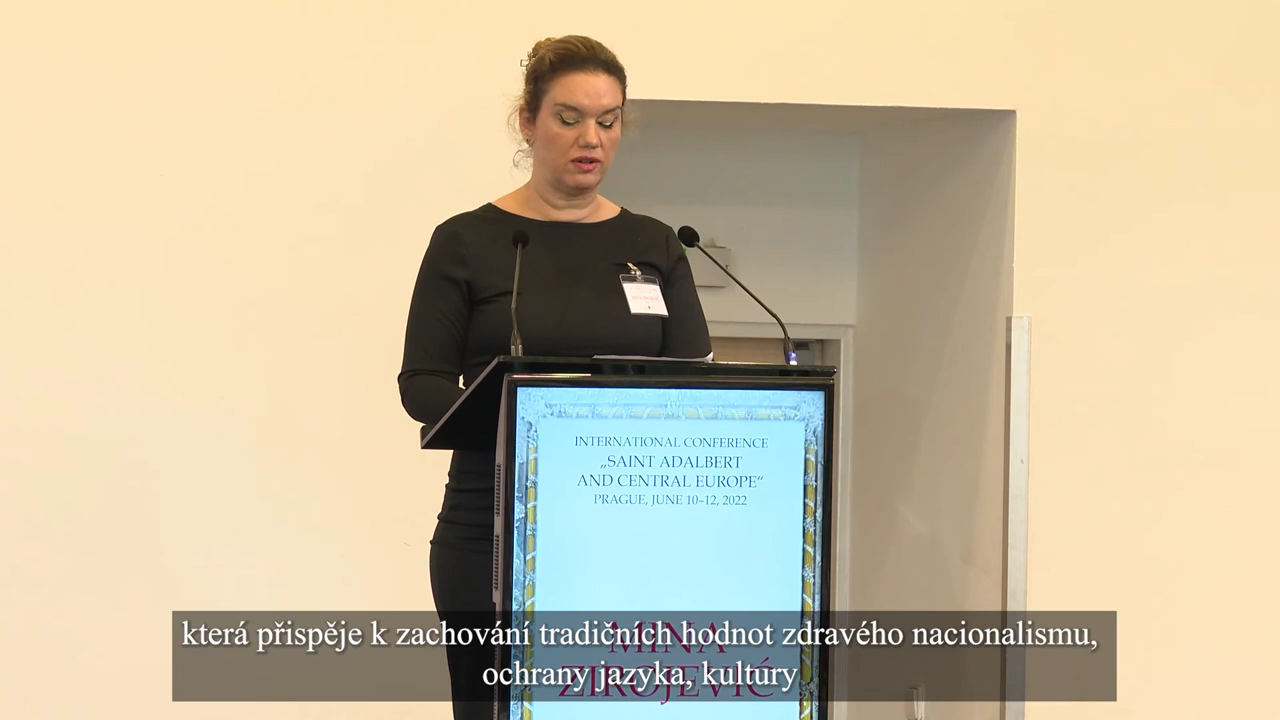 INTERNATIONAL CONFERENCE
„SAINT ADALBERT
AND CENTRAL EUROPE“
PRAGUE, JUNE 10–12, 2022
MINA
ZIROJEVIĆ
která přispěje k zachování tradičních hodnot zdravého nacionalismu,
ochrany jazyka, kultury